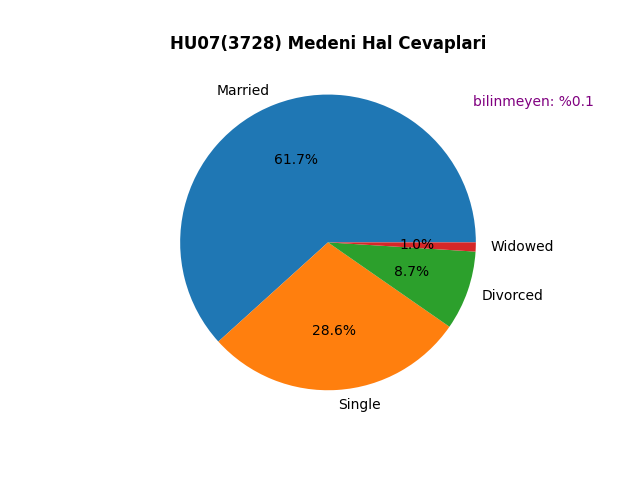 HU07(3728) Medeni Hal Cevaplari
Married
bilinmeyen: %0.1
61.7%
1.0%
Widowed
8.7%
Divorced
28.6%
Single